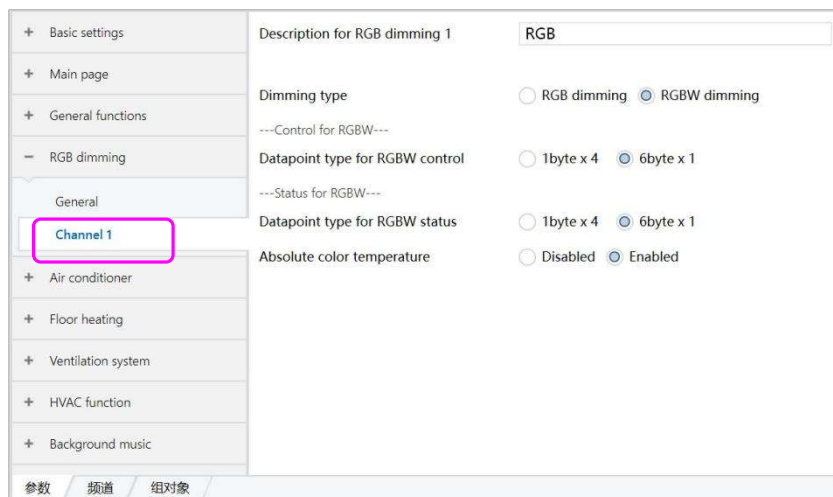 + Basic settings
+ Main page
+ General functions
− RGB dimming
General
Channel 1
+ Air conditioner
+ Floor heating
+ Ventilation system
+ HVAC function
+ Background music
Description for RGB dimming 1 RGB
Dimming type RGB dimming RGBW dimming
---Control for RGBW---
Datapoint type for RGBW control 1byte x 4 6byte x 1
---Status for RGBW---
Datapoint type for RGBW status 1byte x 4 6byte x 1
Absolute color temperature Disabled Enabled
参数 频道 组对象